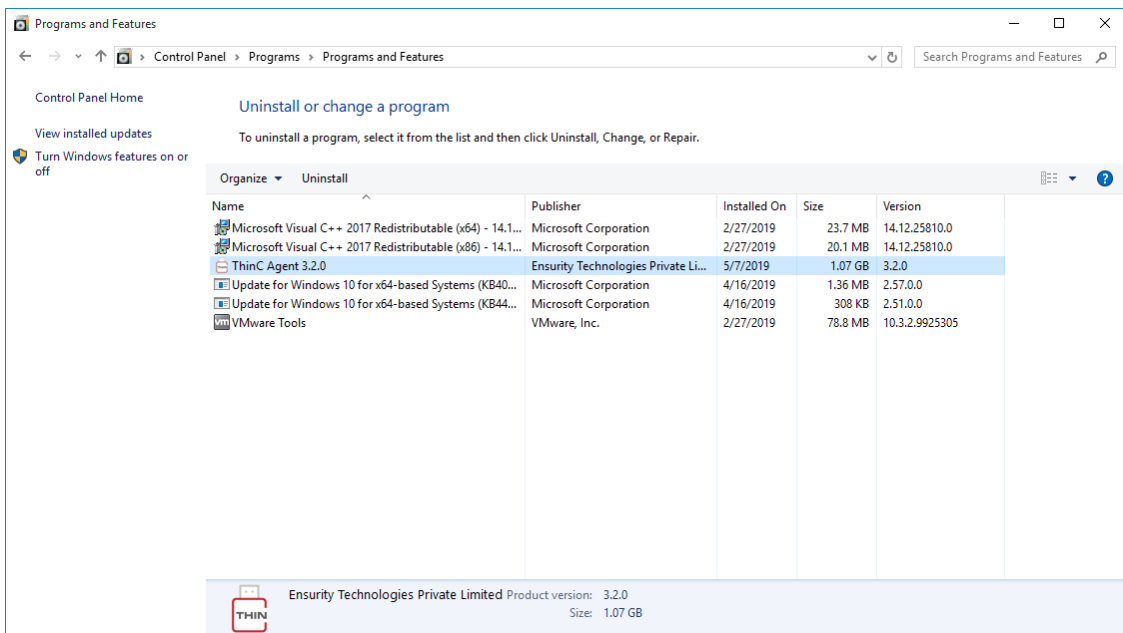 Programs and Features
Control Panel > Programs > Programs and Features
Search Programs and Features
Control Panel Home
View installed updates
Turn Windows features on or
off
Uninstall or change a program
To uninstall a program, select it from the list and then click Uninstall, Change, or Repair.
Organize Uninstall
Name Publisher Installed On Size Version
Microsoft Visual C++ 2017 Redistributable (x64) - 14.1... Microsoft Corporation 2/27/2019 23.7 MB 14.12.25810.0
Microsoft Visual C++ 2017 Redistributable (x86) - 14.1... Microsoft Corporation 2/27/2019 20.1 MB 14.12.25810.0
ThinC Agent 3.2.0 Ensurity Technologies Private Li... 5/7/2019 1.07 GB 3.2.0
Update for Windows 10 for x64-based Systems (KB40... Microsoft Corporation 4/16/2019 1.36 MB 2.57.0.0
Update for Windows 10 for x64-based Systems (KB44... Microsoft Corporation 4/16/2019 308 KB 2.51.0.0
vm VMware Tools VMware, Inc. 2/27/2019 78.8 MB 10.3.2.9925305
Ensurity Technologies Private Limited Product version: 3.2.0
THIN Size: 1.07 GB